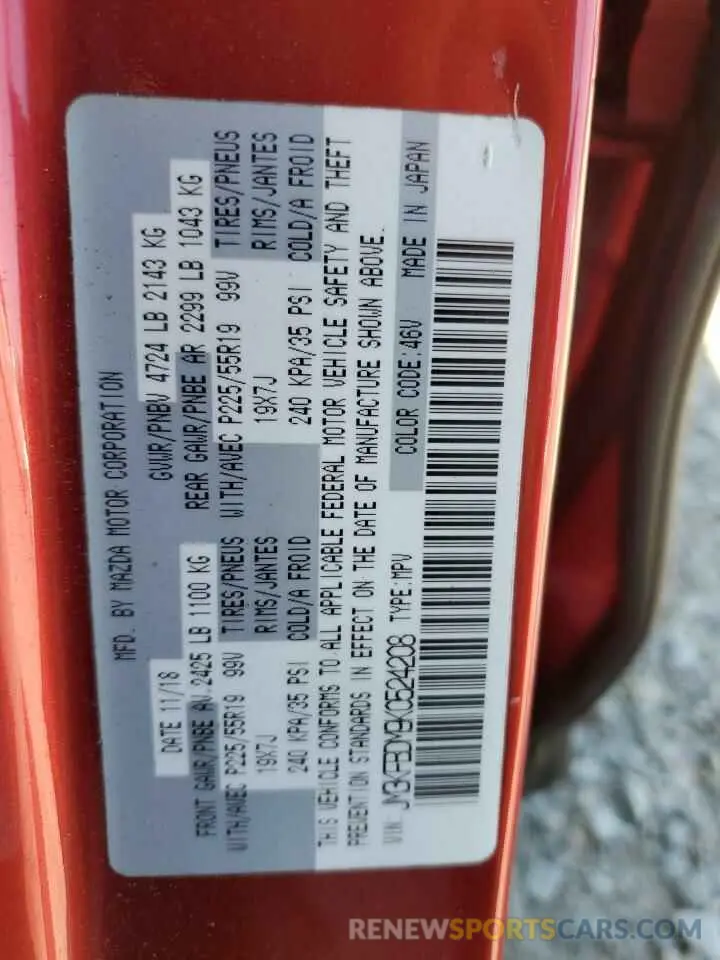 MFD. BY MAZDA MOTOR CORPORATION
DATE 11/18 GVWR/PNBV 4724 LB 2143 KG
FRONT GAWR/PNBE AV 2425 LB 1100 KG REAR GAWR/PNBE AR 2299 LB 1043 KG
WITH/AVEC P225/55R19 99V TIRES/PNEUS WITH/AVEC P225/55R19 99V TIRES/PNEUS
19X7J RIMS/JANTES 19X7J RIMS/JANTES
240 KPA/35 PSI COLD/A FROID 240 KPA/35 PSI COLD/A FROID
THIS VEHICLE CONFORMS TO ALL APPLICABLE FEDERAL MOTOR VEHICLE SAFETY AND THEFT
PREVENTION STANDARDS IN EFFECT ON THE DATE OF MANUFACTURE SHOWN ABOVE.
VIN: JM3KFBDM9K0524208 TYPE:MPV COLOR CODE:46V MADE IN JAPAN
RENEWSPORTSCARS.COM